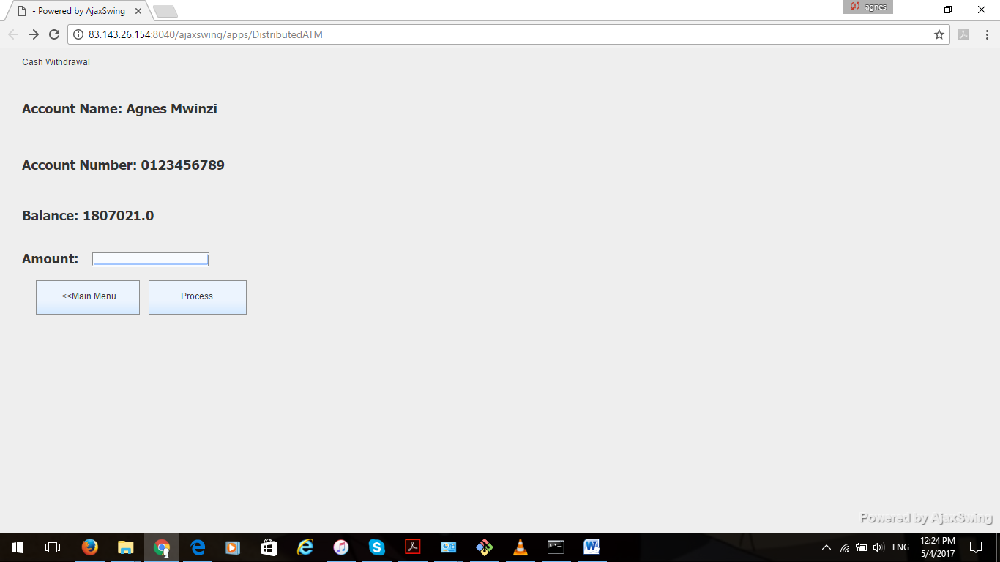 - Powered by AjaxSwing
agnes
83.143.26.154:8040/ajaxswing/apps/DistributedATM
Cash Withdrawal
Account Name: Agnes Mwinzi
Account Number: 0123456789
Balance: 1807021.0
Amount:
<<Main Menu
Process
Powered by AjaxSwing
ENG
12:24 PM
5/4/2017